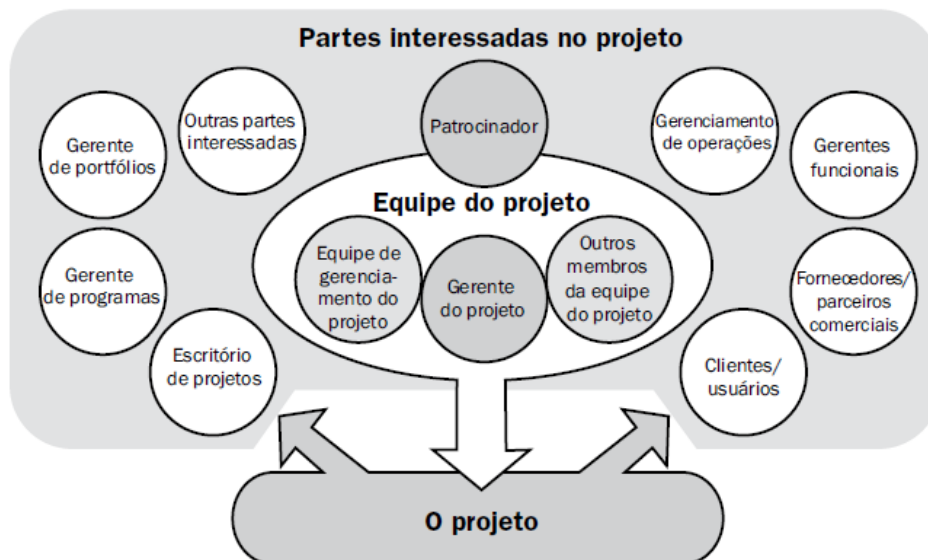 Partes interessadas no projeto
Outras partes
interessadas
Patrocinador
Gerenciamento
de operações
Gerente
de portfólios
Gerentes
funcionais
Equipe do projeto
Equipe de
gerencia-
mento do
projeto
Gerente
do projeto
Outros
membros
da equipe
do projeto
Gerente
de programas
Fornecedores/
parceiros
comerciais
Escritório
de projetos
Clientes/
usuários
O projeto